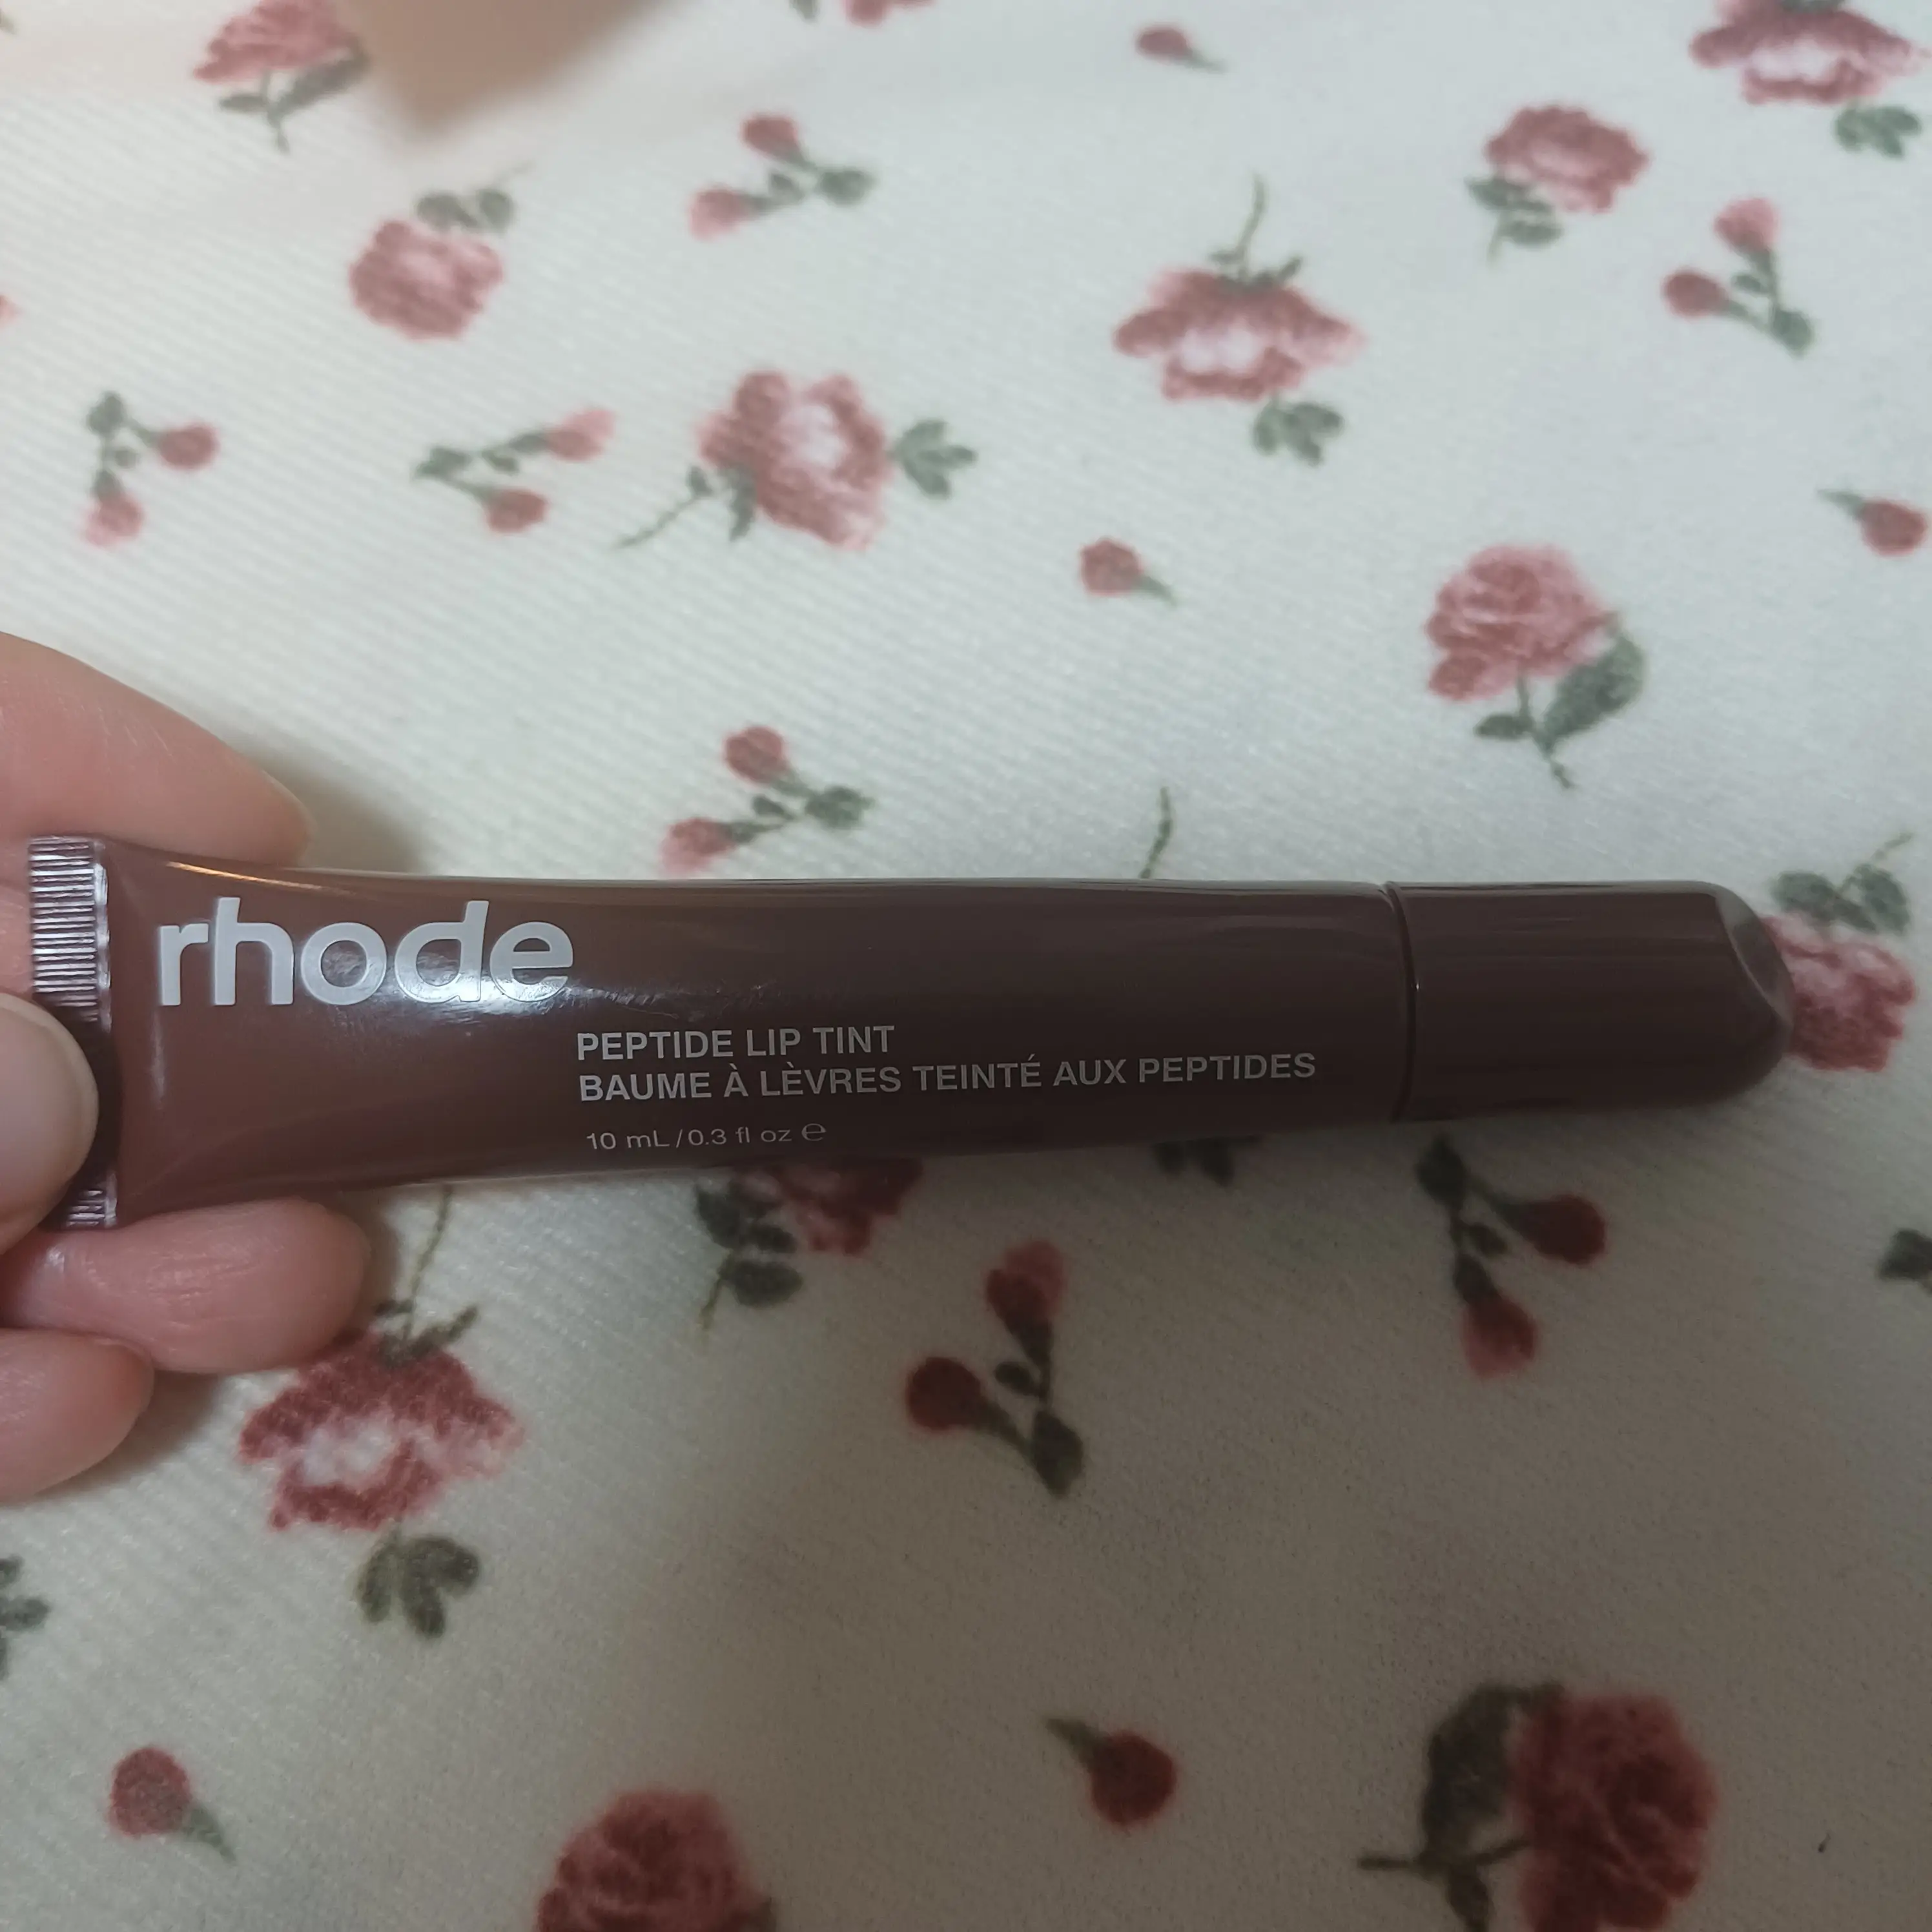 rhode
PEPTIDE LIP TINT
BAUME À LÈVRES TEINTÉ AUX PEPTIDES
10 mL / 0.3 fl oz ℮